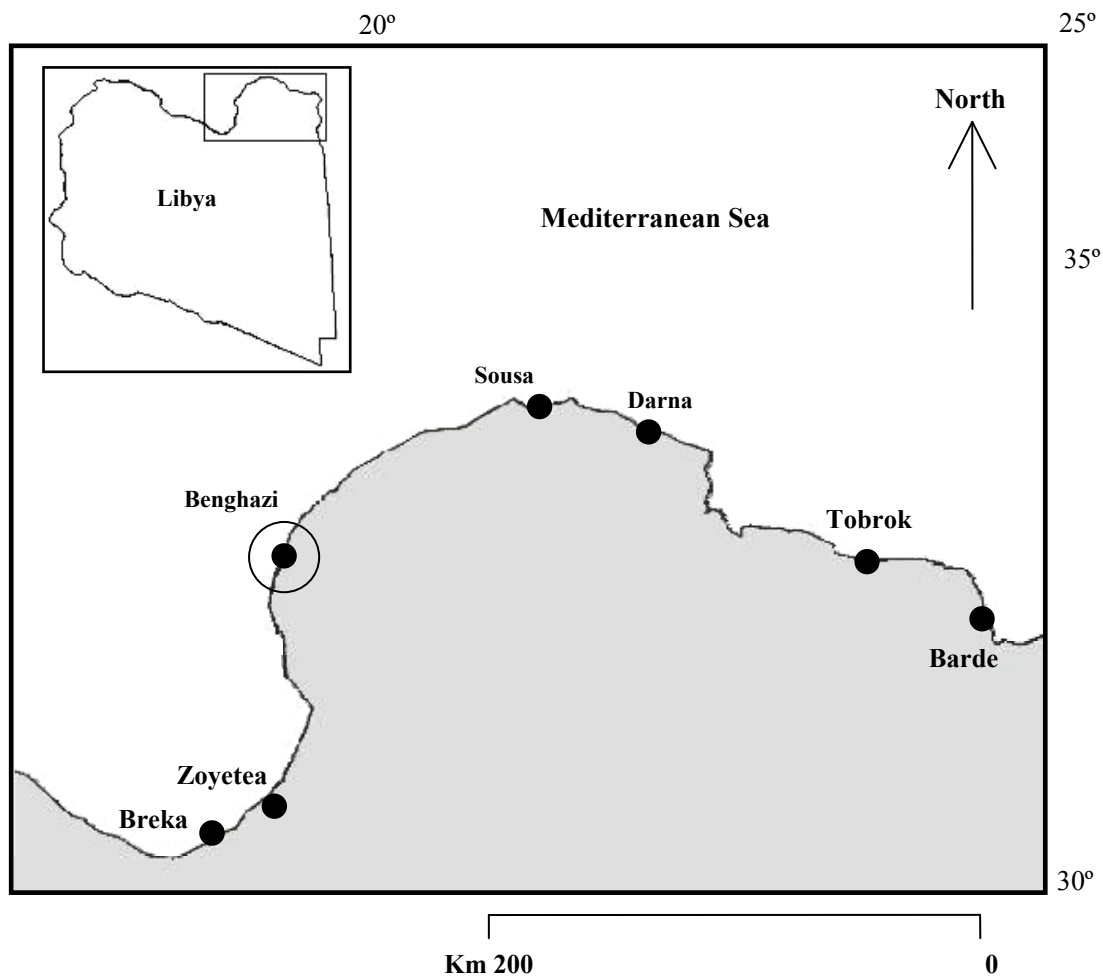 20º
25º
North
Libya
Mediterranean Sea
35º
Sousa
Darna
Benghazi
Tobrok
Barde
Zoyetea
Breka
30º
Km 200
0